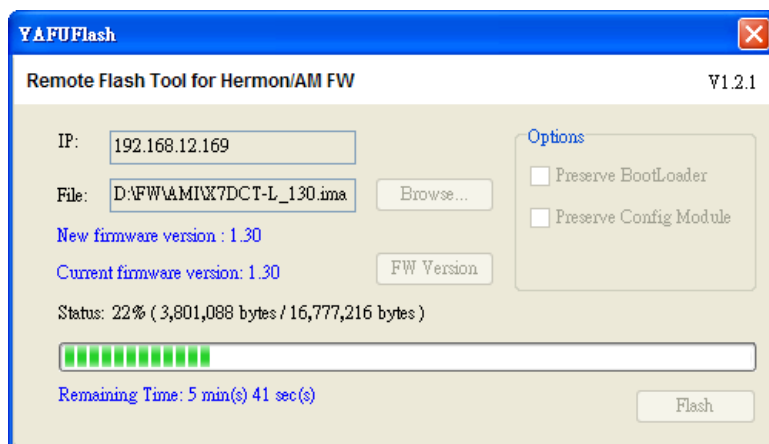 YAFUFlash
Remote Flash Tool for Hermon/AM FW V1.2.1
IP: 192.168.12.169
Options
Preserve BootLoader
File: D:\FW\AMI\X7DCT-L_130.ima Browse...
Preserve Config Module
New firmware version : 1.30
Current firmware version: 1.30 FW Version
Status: 22% ( 3,801,088 bytes / 16,777,216 bytes )
Remaining Time: 5 min(s) 41 sec(s)
Flash